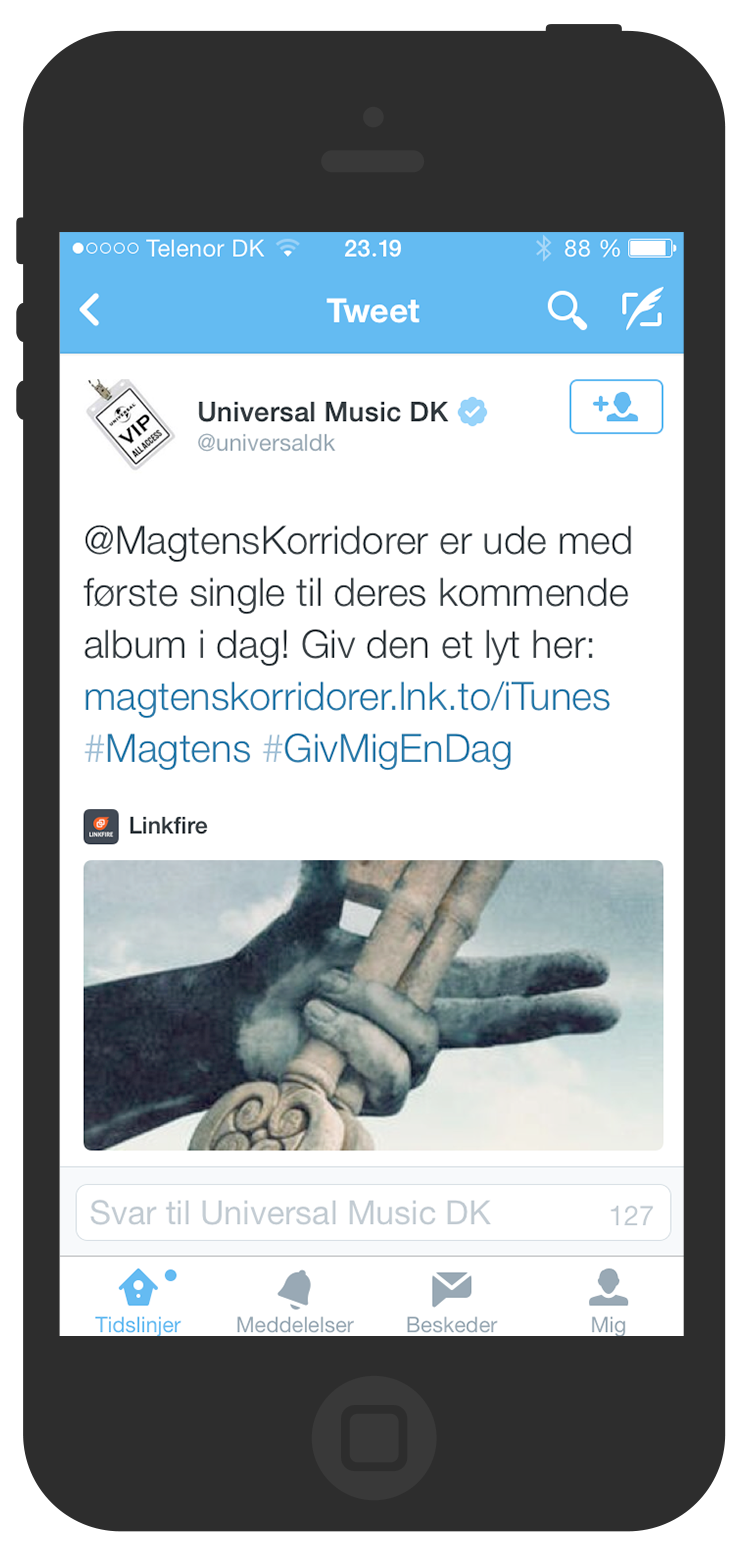 Telenor DK 23.19 88 %
Tweet
UNIVERSAL
VIP
ALL ACCESS
Universal Music DK
@universaldk
@MagtensKorridorer er ude med
første single til deres kommende
album i dag! Giv den et lyt her:
magtenskorridorer.lnk.to/iTunes
#Magtens #GivMigEnDag
LINKFIRE
Linkfire
Svar til Universal Music DK 127
Tidslinjer Meddelelser Beskeder Mig